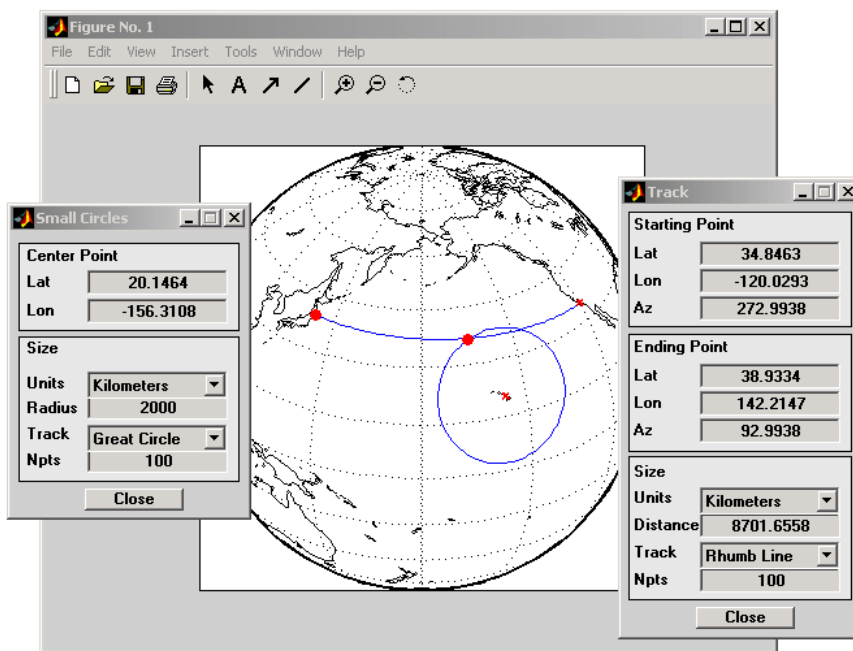 Figure No. 1
File Edit View Insert Tools Window Help
A
Small Circles
Center Point
Lat 20.1464
Lon -156.3108
Size
Units Kilometers
Radius 2000
Track Great Circle
Npts 100
Close
Track
Starting Point
Lat 34.8463
Lon -120.0293
Az 272.9938
Ending Point
Lat 38.9334
Lon 142.2147
Az 92.9938
Size
Units Kilometers
Distance 8701.6558
Track Rhumb Line
Npts 100
Close